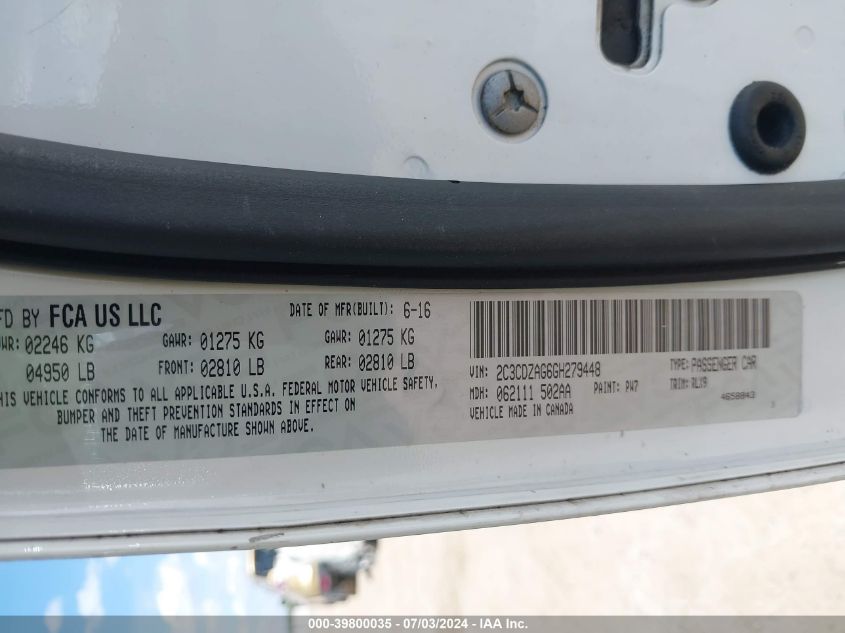 FD BY FCA US LLC
DATE OF MFR(BUILT): 6-16
WR: 02246 KG
GAWR: 01275 KG
GAWR: 01275 KG
04950 LB
FRONT: 02810 LB
REAR: 02810 LB
HIS VEHICLE CONFORMS TO ALL APPLICABLE U.S.A. FEDERAL MOTOR VEHICLE SAFETY,
BUMPER AND THEFT PREVENTION STANDARDS IN EFFECT ON
THE DATE OF MANUFACTURE SHOWN ABOVE.
VIN: 2C3CDZAG6GH279448
TYPE: PASSENGER CAR
MDH: 062111 502AA
PAINT: PW7
TRIM: RLX9
VEHICLE MADE IN CANADA
4658843
000-39800035 - 07/03/2024 - IAA Inc.